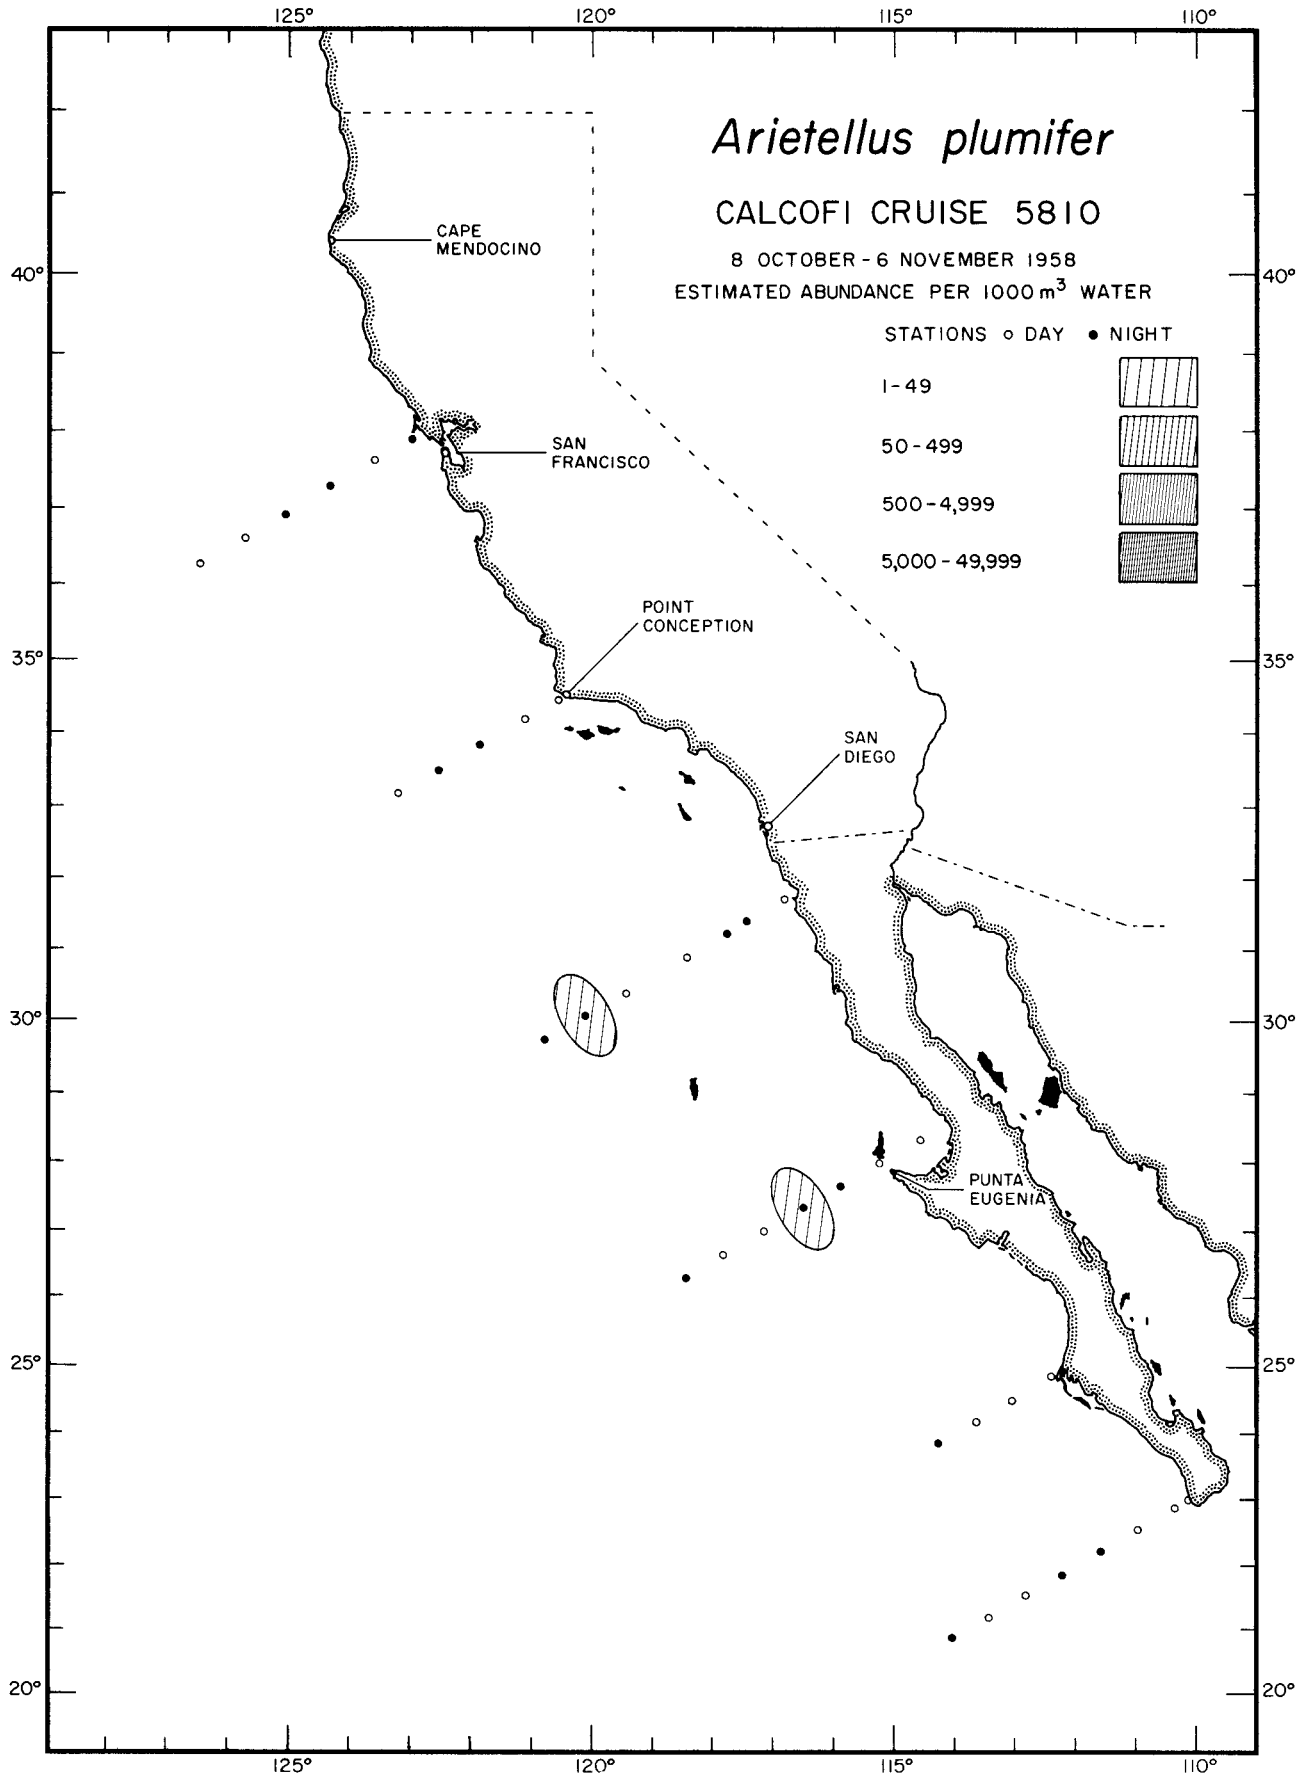 125° 120° 115° 110°
Arietellus plumifer
CALCOFI CRUISE 5810
8 OCTOBER - 6 NOVEMBER 1958
ESTIMATED ABUNDANCE PER 1000 m³ WATER
STATIONS ○ DAY ● NIGHT
1-49
50-499
500-4,999
5,000-49,999
CAPE
MENDOCINO
40° 40°
SAN
FRANCISCO
POINT
CONCEPTION
35° 35°
SAN
DIEGO
30° 30°
PUNTA
EUGENIA
25° 25°
20° 20°
125° 120° 115° 110°